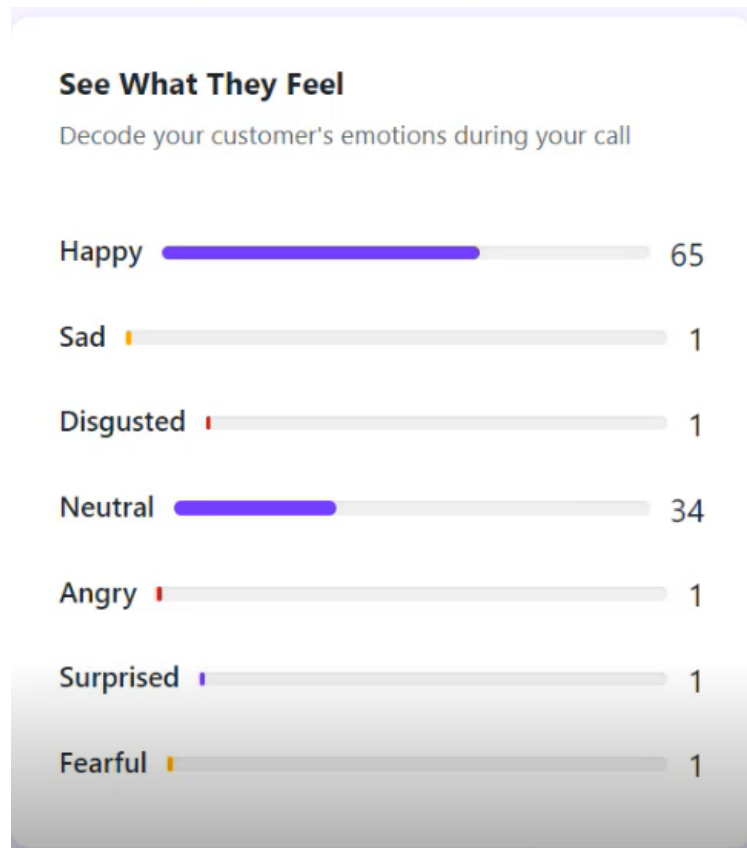 See What They Feel
Decode your customer's emotions during your call
Happy 65
Sad 1
Disgusted 1
Neutral 34
Angry 1
Surprised 1
Fearful 1